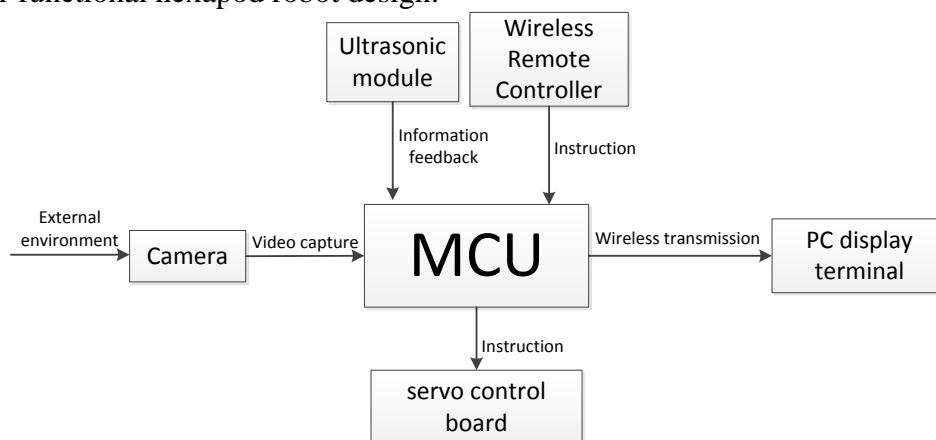 functional hexapod robot design.
Ultrasonic
module
Wireless
Remote
Controller
Information
feedback
Instruction
External
environment
Camera
Video capture
MCU
Wireless transmission
PC display
terminal
Instruction
servo control
board